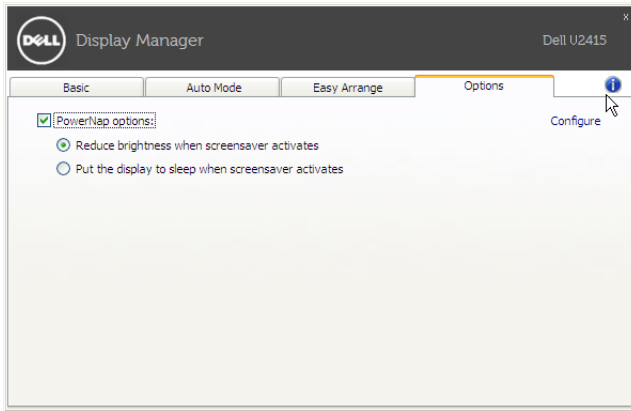 x
DELL Display Manager Dell U2415
Basic Auto Mode Easy Arrange Options i
PowerNap options: Configure
Reduce brightness when screensaver activates
Put the display to sleep when screensaver activates